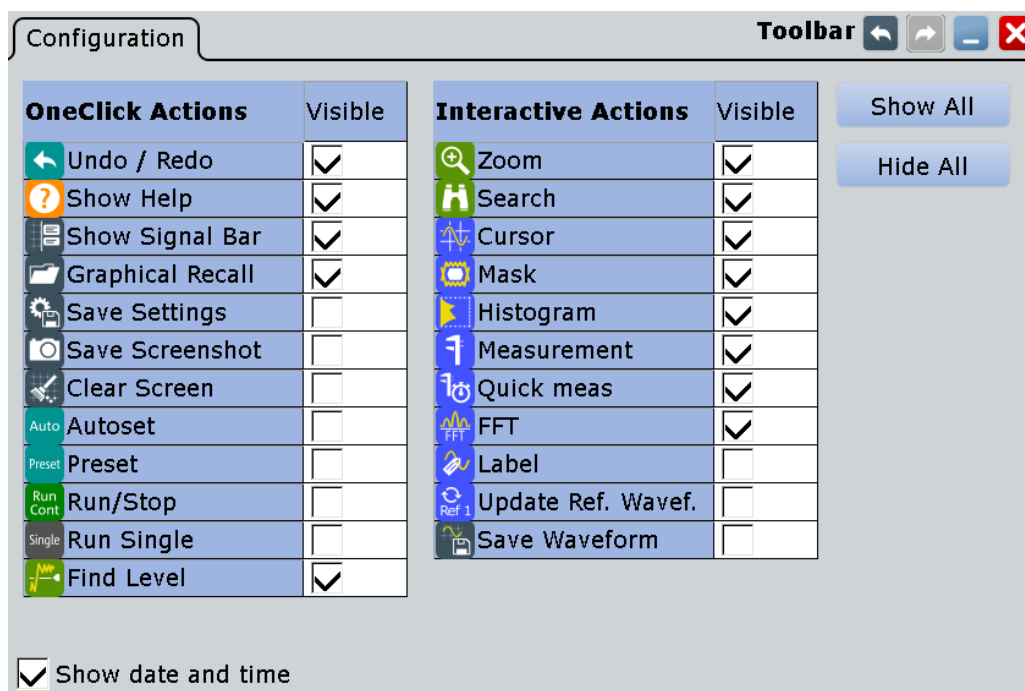 Configuration
Toolbar
OneClick Actions Visible
Undo / Redo
? Show Help
Show Signal Bar
Graphical Recall
Save Settings
Save Screenshot
Clear Screen
Auto Autoset
Preset Preset
Run Cont Run/Stop
Single Run Single
Find Level
Interactive Actions Visible
Zoom
Search
Cursor
Mask
Histogram
Measurement
Quick meas
FFT FFT
Label
Ref 1 Update Ref. Wavef.
Save Waveform
Show All
Hide All
Show date and time